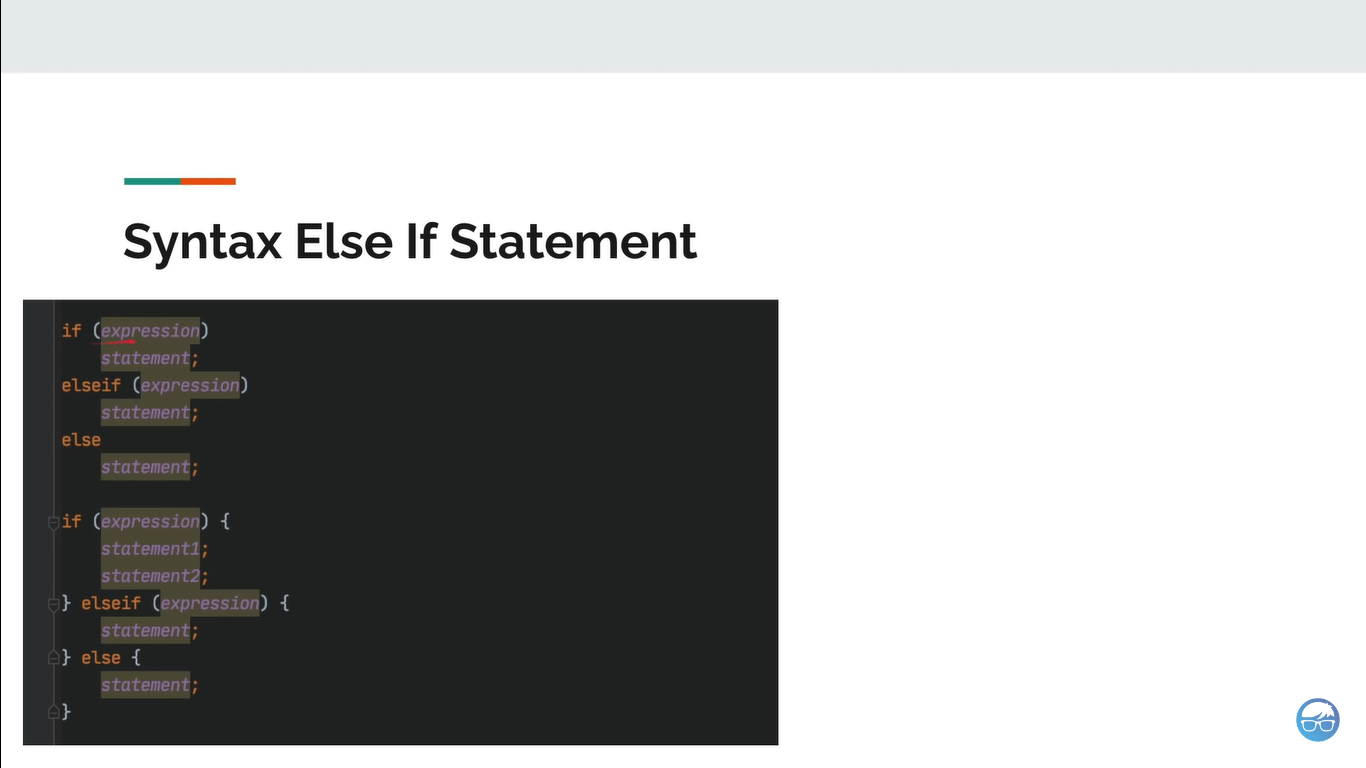 Syntax Else If Statement
if (expression)
statement;
elseif (expression)
statement;
else
statement;
if (expression) {
statement1;
statement2;
} elseif (expression) {
statement;
} else {
statement;
}